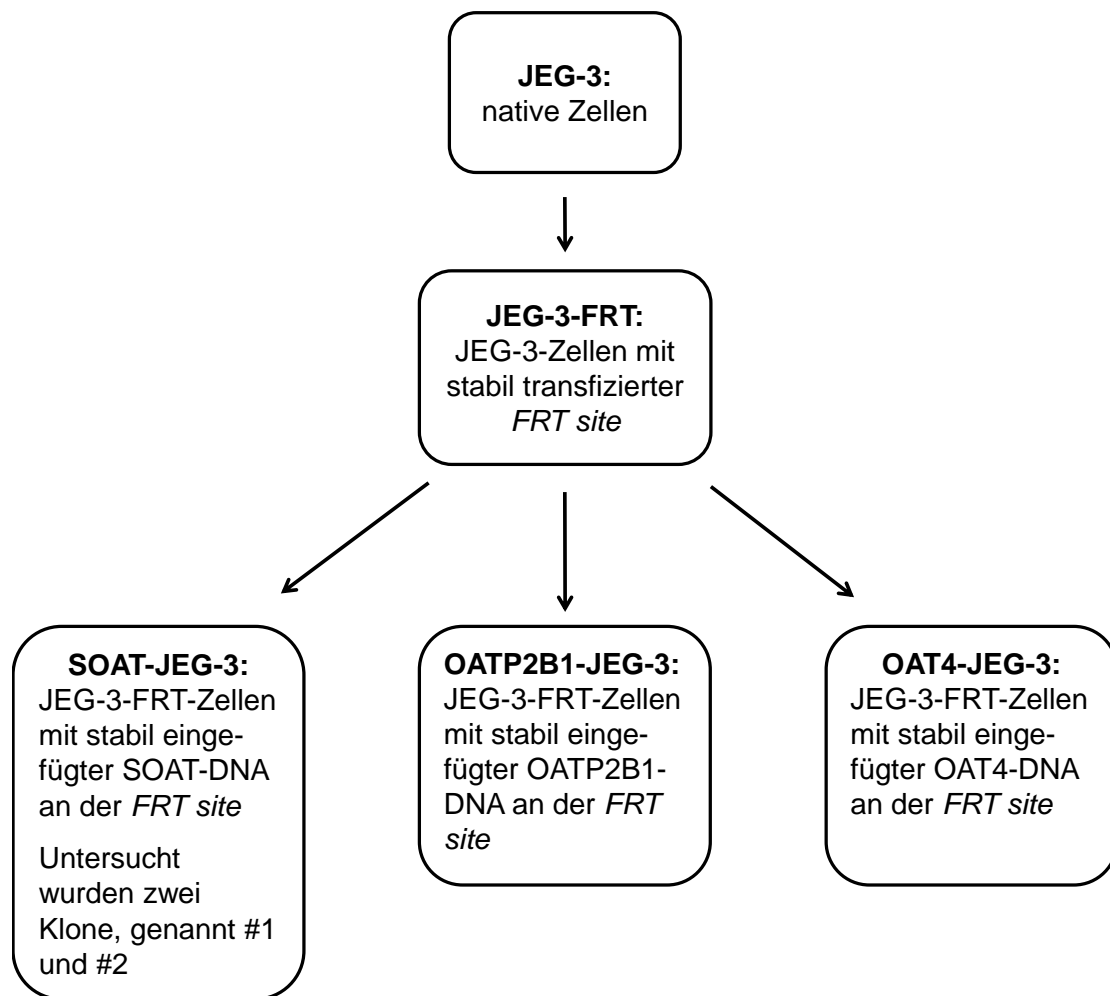 JEG-3:
native Zellen
JEG-3-FRT:
JEG-3-Zellen mit
stabil transfizierter
FRT site
SOAT-JEG-3:
JEG-3-FRT-Zellen
mit stabil einge-
fügter SOAT-DNA
an der FRT site
Untersucht
wurden zwei
Klone, genannt #1
und #2
OATP2B1-JEG-3:
JEG-3-FRT-Zellen
mit stabil einge-
fügter OATP2B1-
DNA an der FRT
site
OAT4-JEG-3:
JEG-3-FRT-Zellen
mit stabil einge-
fügter OAT4-DNA
an der FRT site